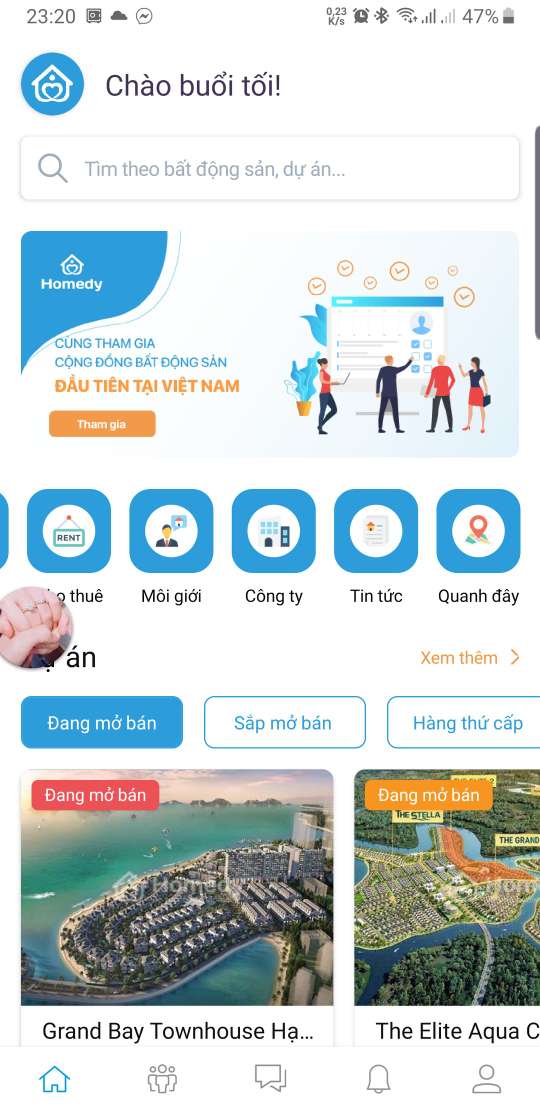 23:20
0,23
K/s
47%
Chào buổi tối!
Tìm theo bất động sản, dự án...
Homedy
CÙNG THAM GIA
CỘNG ĐỒNG BẤT ĐỘNG SẢN
ĐẦU TIÊN TẠI VIỆT NAM
Tham gia
RENT
thuê
Môi giới
Công ty
Tin tức
Quanh đây
án
Xem thêm
Đang mở bán
Sắp mở bán
Hàng thứ cấp
Đang mở bán
Homedy
Đang mở bán
THE STELLA
THE GRAND
Grand Bay Townhouse Hạ...
The Elite Aqua C